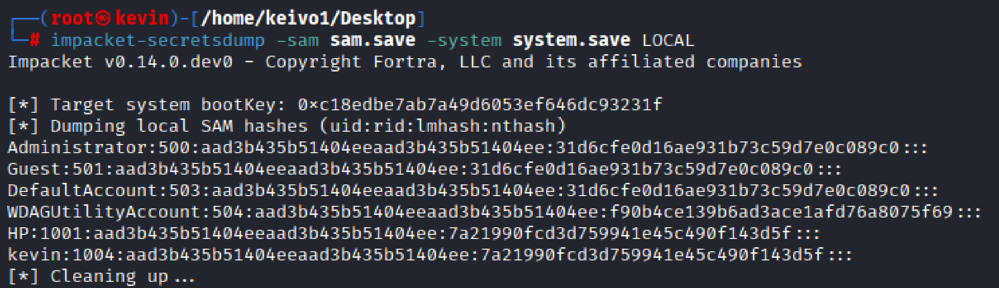 ┌──(root㉿kevin)-[/home/keivo1/Desktop]
└─# impacket-secretsdump -sam sam.save -system system.save LOCAL
Impacket v0.14.0.dev0 - Copyright Fortra, LLC and its affiliated companies

[*] Target system bootKey: 0xc18edbe7ab7a49d6053ef646dc93231f
[*] Dumping local SAM hashes (uid:rid:lmhash:nthash)
Administrator:500:aad3b435b51404eeaad3b435b51404ee:31d6cfe0d16ae931b73c59d7e0c089c0:::
Guest:501:aad3b435b51404eeaad3b435b51404ee:31d6cfe0d16ae931b73c59d7e0c089c0:::
DefaultAccount:503:aad3b435b51404eeaad3b435b51404ee:31d6cfe0d16ae931b73c59d7e0c089c0:::
WDAGUtilityAccount:504:aad3b435b51404eeaad3b435b51404ee:f90b4ce139b6ad3ace1afd76a8075f69:::
HP:1001:aad3b435b51404eeaad3b435b51404ee:7a21990fcd3d759941e45c490f143d5f:::
kevin:1004:aad3b435b51404eeaad3b435b51404ee:7a21990fcd3d759941e45c490f143d5f:::
[*] Cleaning up...